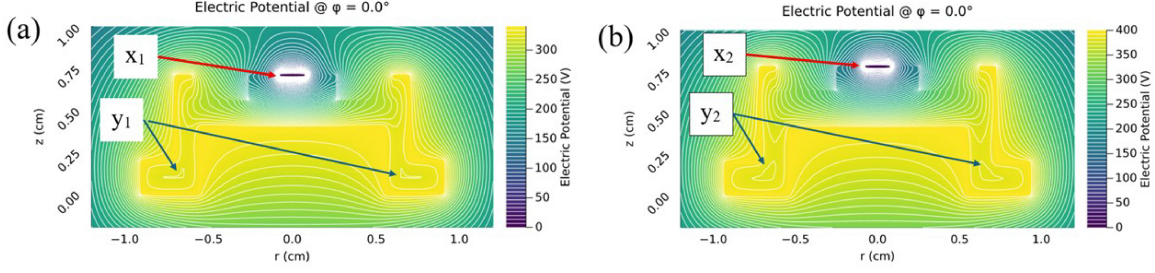 (a)
Electric Potential @ φ = 0.0°
1.00
0.75
0.50
0.25
0.00
z (cm)
x₁
y₁
−1.0
−0.5
0.0
0.5
1.0
r (cm)
300
250
200
150
100
50
0
Electric Potential (V)
(b)
Electric Potential @ φ = 0.0°
1.00
0.75
0.50
0.25
0.00
z (cm)
x₂
y₂
−1.0
−0.5
0.0
0.5
1.0
r (cm)
400
350
300
250
200
150
100
50
0
Electric Potential (V)